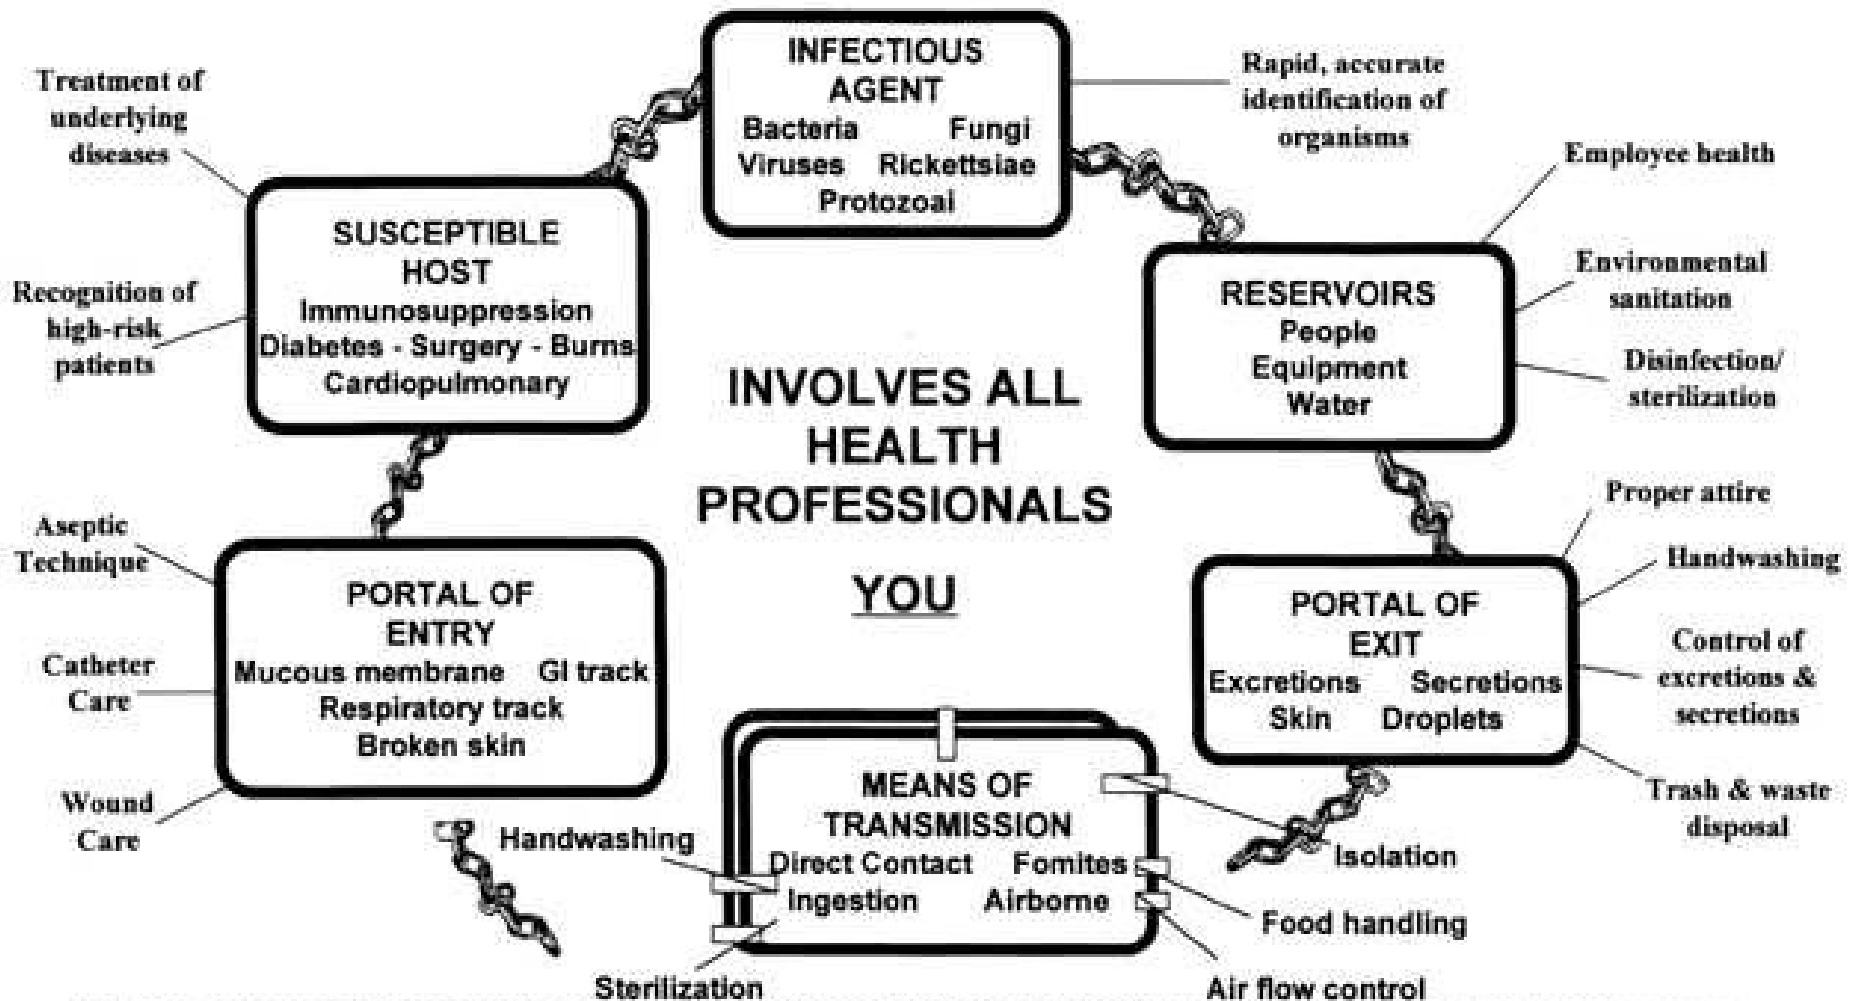 INFECTIOUS
AGENT
Bacteria Fungi
Viruses Rickettsiae
Protozoai
Rapid, accurate
identification of
organisms
Treatment of
underlying
diseases
Recognition of
high-risk
patients
SUSCEPTIBLE
HOST
Immunosuppression
Diabetes - Surgery - Burns
Cardiopulmonary
Employee health
Environmental
sanitation
Disinfection/
sterilization
RESERVOIRS
People
Equipment
Water
INVOLVES ALL
HEALTH
PROFESSIONALS
YOU
Aseptic
Technique
Catheter
Care
Wound
Care
PORTAL OF
ENTRY
Mucous membrane GI track
Respiratory track
Broken skin
Proper attire
Handwashing
Control of
excretions &
secretions
Trash & waste
disposal
PORTAL OF
EXIT
Excretions Secretions
Skin Droplets
MEANS OF
TRANSMISSION
Direct Contact Fomites
Ingestion Airborne
Handwashing
Sterilization
Isolation
Food handling
Air flow control